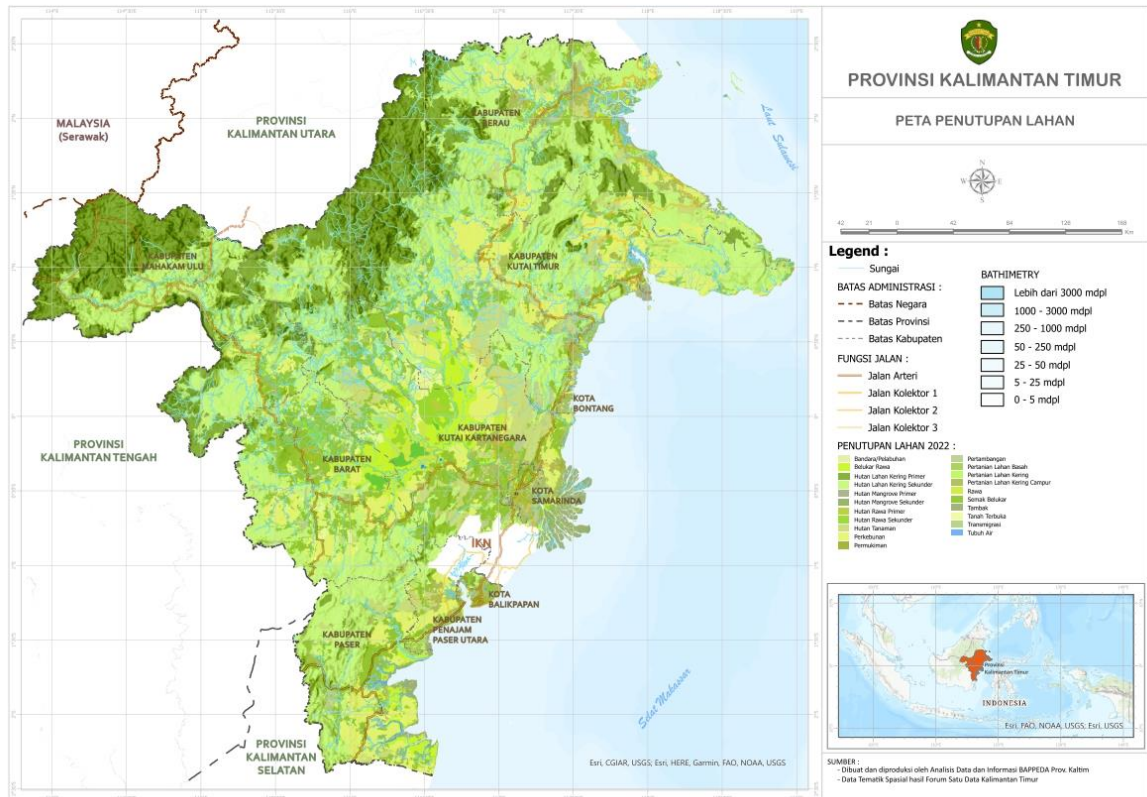 PROVINSI KALIMANTAN TIMUR
PETA PENUTUPAN LAHAN
N
W
E
S
42
21
0
42
84
126
168
Km
Legend :
Sungai
BATAS ADMINISTRASI :
Batas Negara
Batas Provinsi
Batas Kabupaten
FUNGSI JALAN :
Jalan Arteri
Jalan Kolektor 1
Jalan Kolektor 2
Jalan Kolektor 3
BATHIMETRY
Lebih dari 3000 mdpl
1000 - 3000 mdpl
250 - 1000 mdpl
50 - 250 mdpl
25 - 50 mdpl
5 - 25 mdpl
0 - 5 mdpl
PENUTUPAN LAHAN 2022 :
Bandara/Pelabuhan
Belukar Rawa
Hutan Lahan Kering Primer
Hutan Lahan Kering Sekunder
Hutan Mangrove Primer
Hutan Mangrove Sekunder
Hutan Rawa Primer
Hutan Rawa Sekunder
Hutan Tanaman
Perkebunan
Permukiman
Pertambangan
Pertanian Lahan Basah
Pertanian Lahan Kering
Pertanian Lahan Kering Campur
Rawa
Semak Belukar
Tambak
Tanah Terbuka
Transmigrasi
Tubuh Air
MALAYSIA
(Serawak)
PROVINSI
KALIMANTAN UTARA
KABUPATEN
BERAU
Laut Sulawesi
KABUPATEN
MAHAKAM ULU
KABUPATEN
KUTAI TIMUR
KOTA
BONTANG
PROVINSI
KALIMANTAN TENGAH
KABUPATEN
KUTAI KARTANEGARA
KABUPATEN
BARAT
KOTA
SAMARINDA
IKN
KOTA
BALIKPAPAN
KABUPATEN
PENAJAM
PASER UTARA
KABUPATEN
PASER
Selat Makassar
PROVINSI
KALIMANTAN
SELATAN
Esri, CGIAR, USGS; Esri, HERE, Garmin, FAO, NOAA, USGS
Provinsi
Kalimantan Timur
INDONESIA
Esri, FAO, NOAA, USGS; Esri, USGS
SUMBER :
- Dibuat dan diproduksi oleh Analisis Data dan Informasi BAPPEDA Prov. Kaltim
- Data Tematik Spasial hasil Forum Satu Data Kalimantan Timur